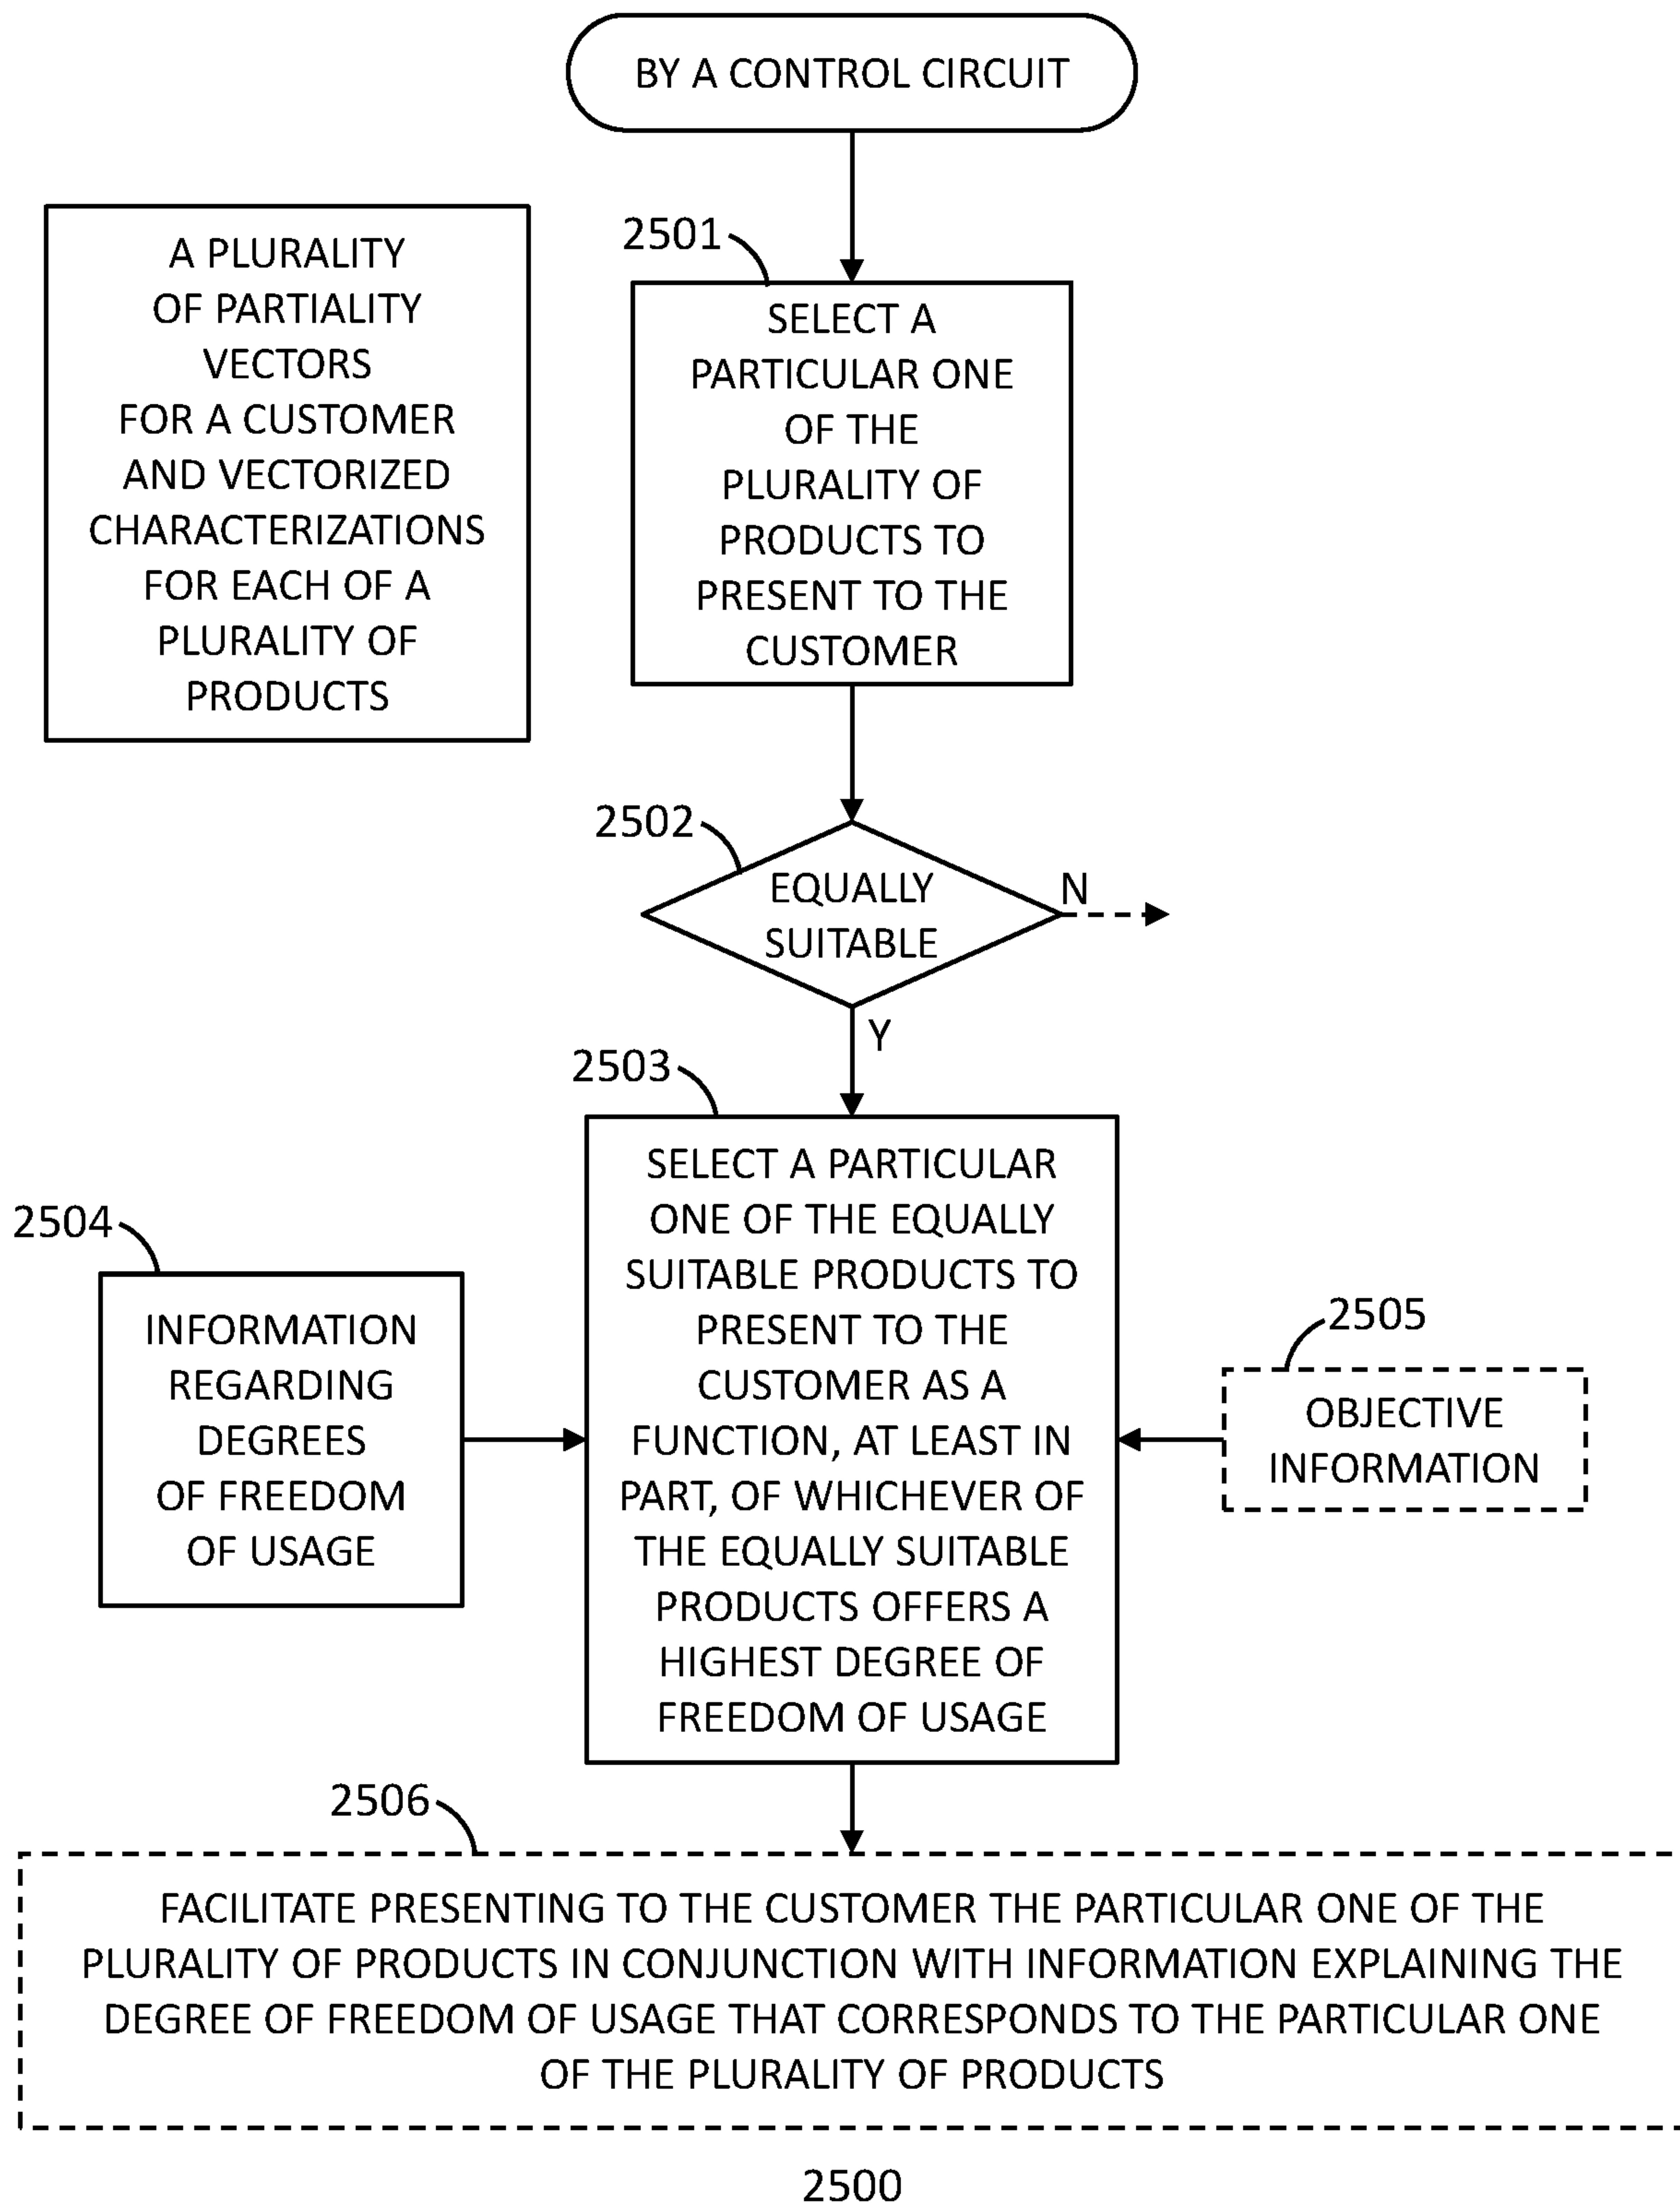 BY A CONTROL CIRCUIT
A PLURALITY
OF PARTIALITY
VECTORS
FOR A CUSTOMER
AND VECTORIZED
CHARACTERIZATIONS
FOR EACH OF A
PLURALITY OF
PRODUCTS
2501
SELECT A
PARTICULAR ONE
OF THE
PLURALITY OF
PRODUCTS TO
PRESENT TO THE
CUSTOMER
2502
EQUALLY
SUITABLE
N
Y
2503
SELECT A PARTICULAR
ONE OF THE EQUALLY
SUITABLE PRODUCTS TO
PRESENT TO THE
CUSTOMER AS A
FUNCTION, AT LEAST IN
PART, OF WHICHEVER OF
THE EQUALLY SUITABLE
PRODUCTS OFFERS A
HIGHEST DEGREE OF
FREEDOM OF USAGE
2504
INFORMATION
REGARDING
DEGREES
OF FREEDOM
OF USAGE
2505
OBJECTIVE
INFORMATION
2506
FACILITATE PRESENTING TO THE CUSTOMER THE PARTICULAR ONE OF THE
PLURALITY OF PRODUCTS IN CONJUNCTION WITH INFORMATION EXPLAINING THE
DEGREE OF FREEDOM OF USAGE THAT CORRESPONDS TO THE PARTICULAR ONE
OF THE PLURALITY OF PRODUCTS
2500